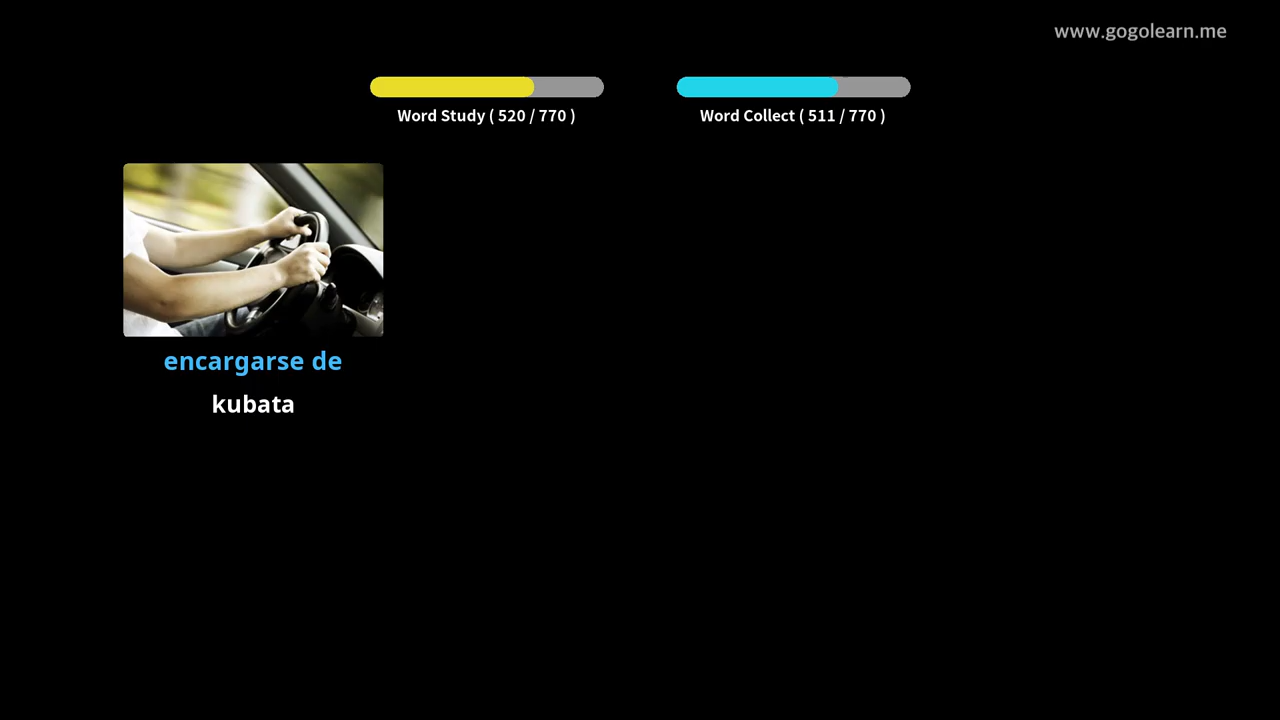 www.gogolearn.me
Word Study ( 520 / 770 )
Word Collect ( 511 / 770 )
encargarse de
kubata